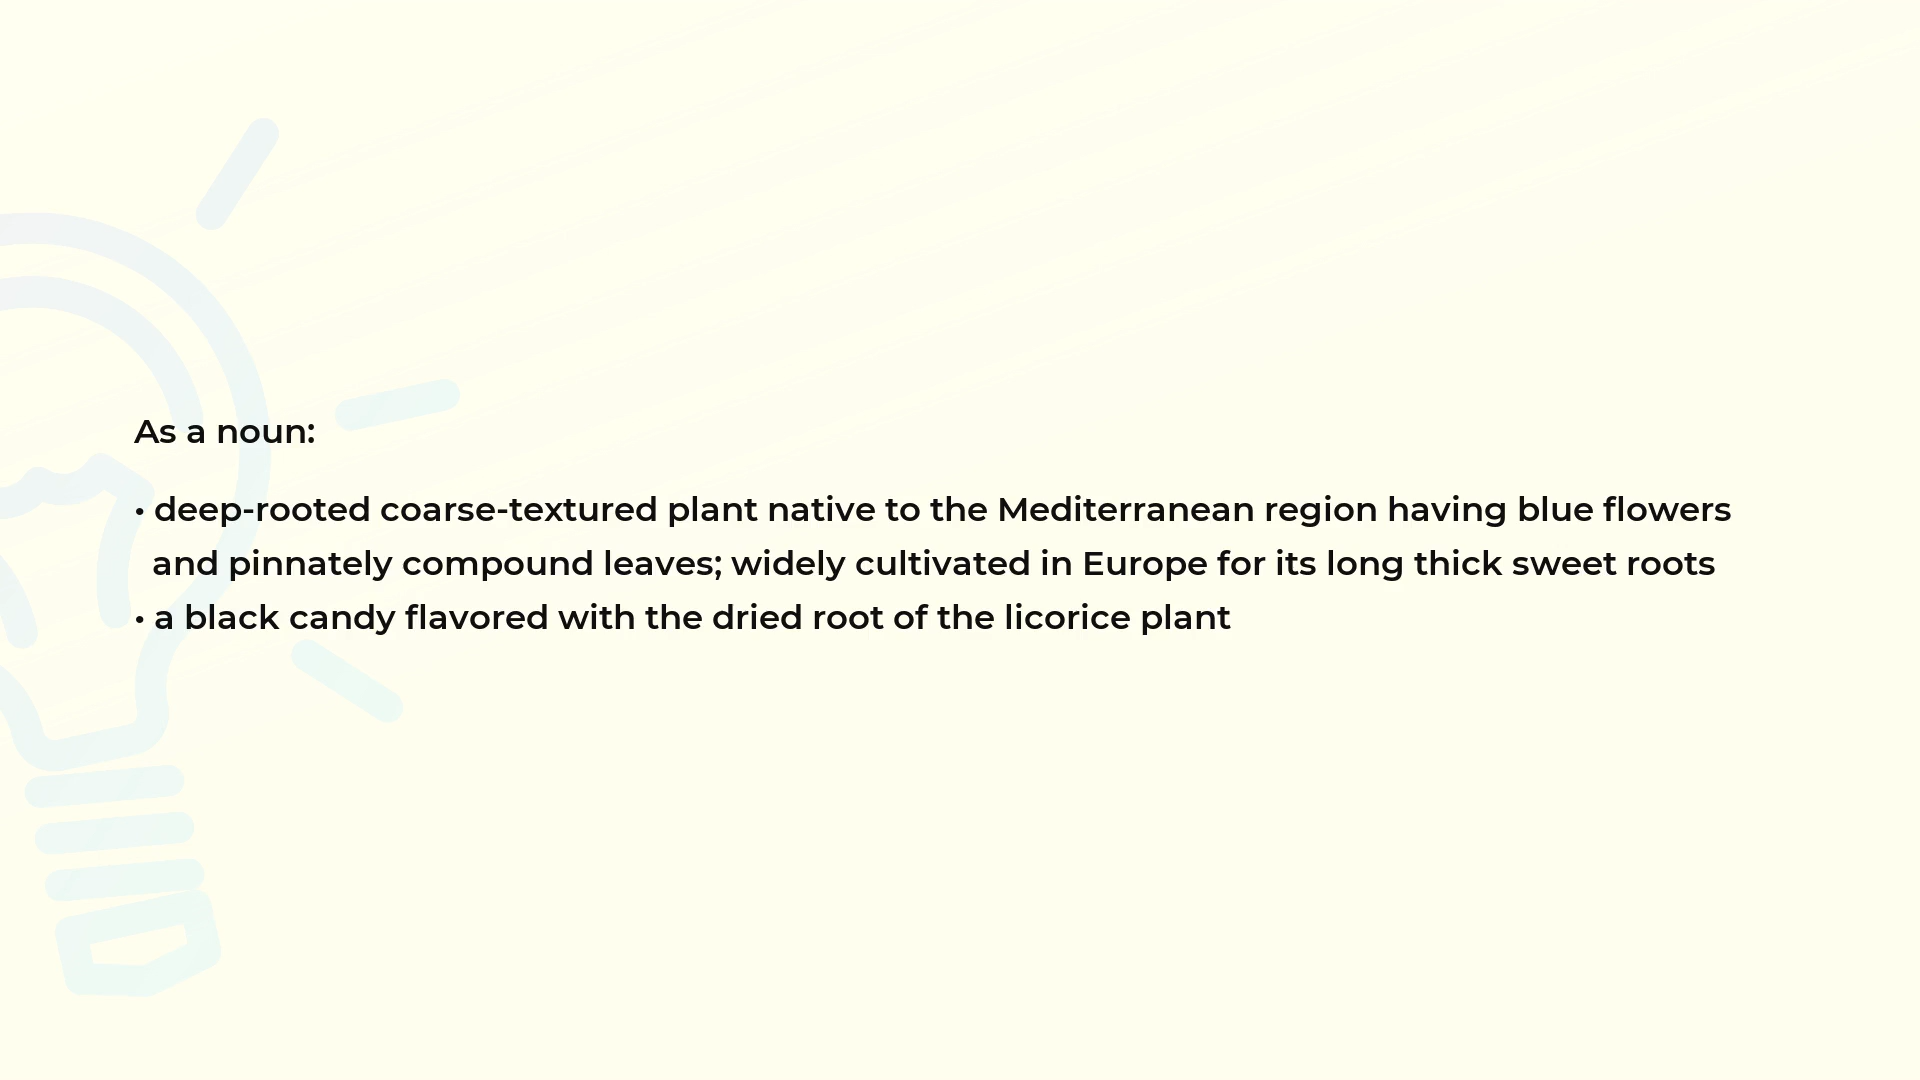 As a noun:
• deep-rooted coarse-textured plant native to the Mediterranean region having blue flowers
and pinnately compound leaves; widely cultivated in Europe for its long thick sweet roots
• a black candy flavored with the dried root of the licorice plant